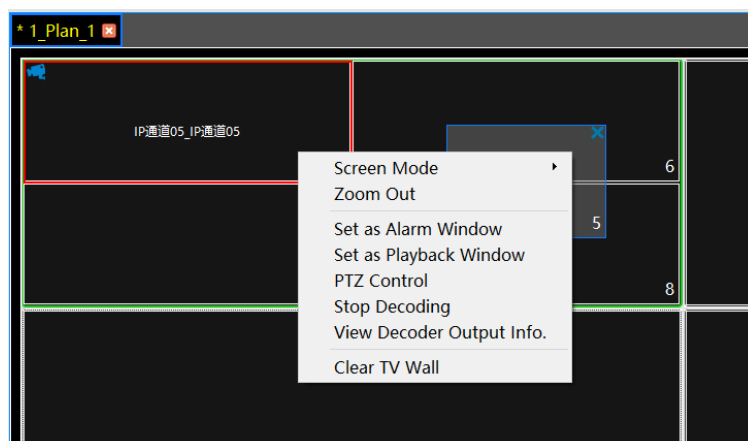 * 1_Plan_1
IP通道05_IP通道05
6
5
8
Screen Mode
Zoom Out
Set as Alarm Window
Set as Playback Window
PTZ Control
Stop Decoding
View Decoder Output Info.
Clear TV Wall